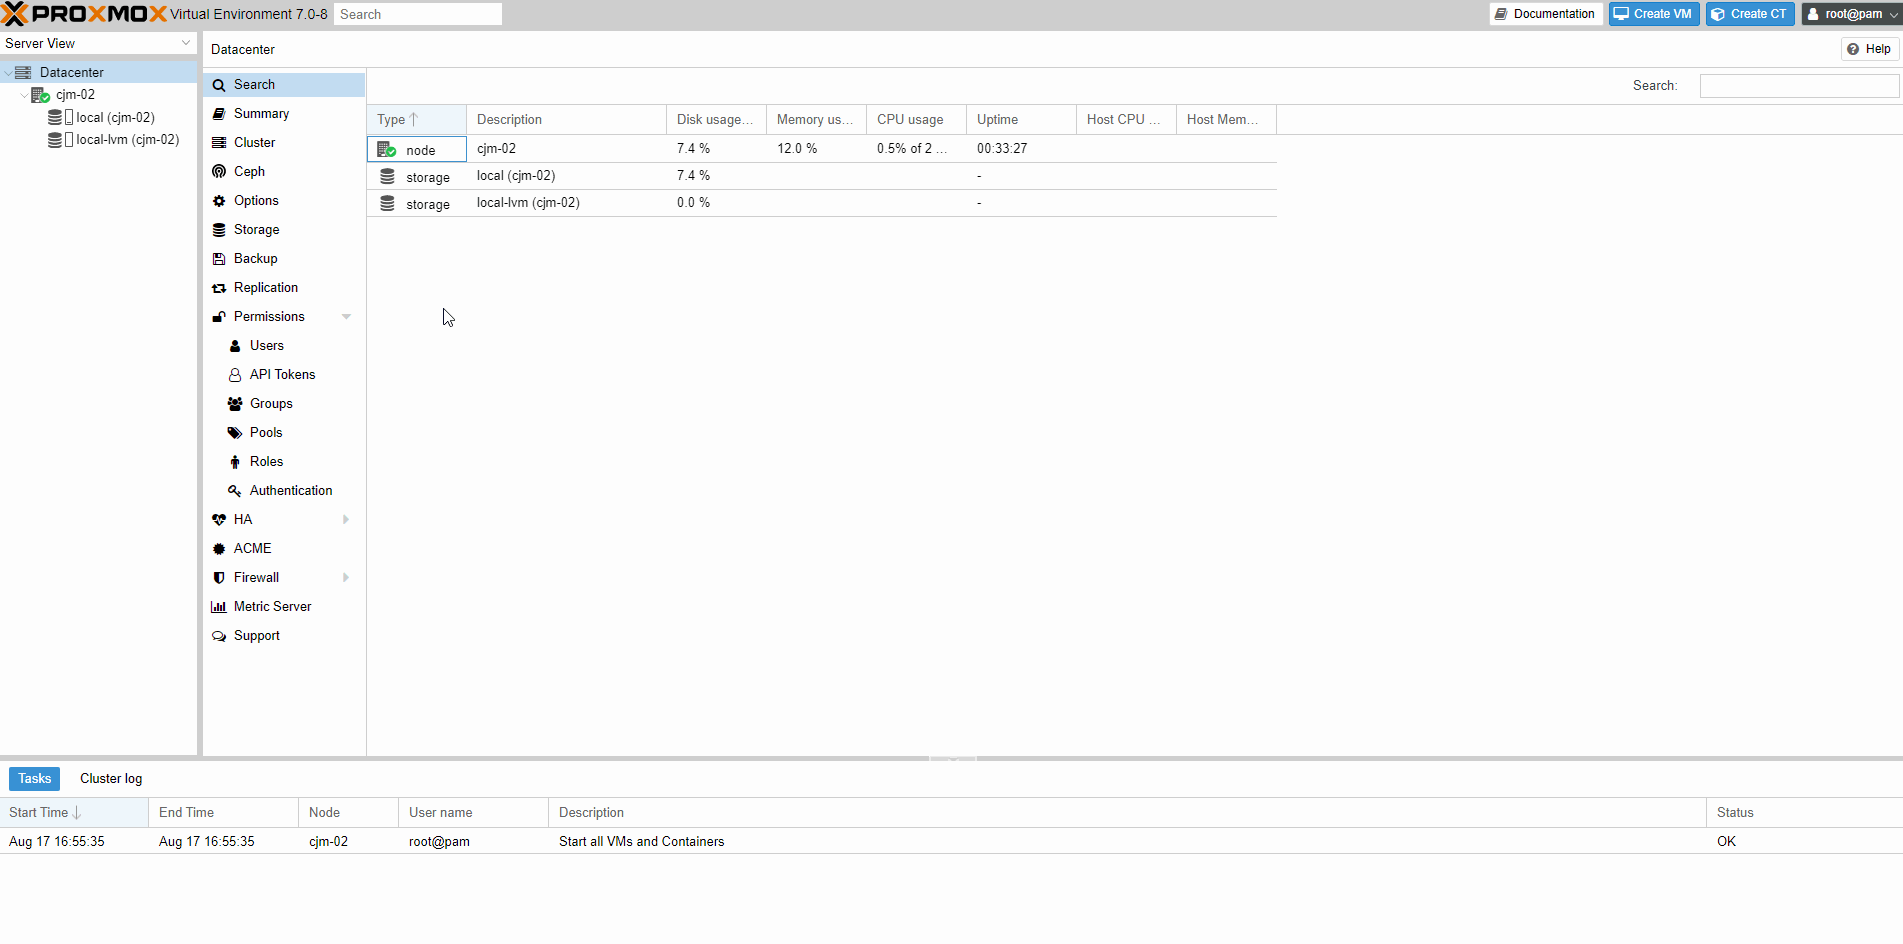 PROXMOX Virtual Environment 7.0-8 Search Documentation Create VM Create CT root@pam
Server View
Datacenter
cjm-02
local (cjm-02)
local-lvm (cjm-02)
Datacenter Help
Search
Summary
Cluster
Ceph
Options
Storage
Backup
Replication
Permissions
Users
API Tokens
Groups
Pools
Roles
Authentication
HA
ACME
Firewall
Metric Server
Support
Search:
Type Description Disk usage... Memory us... CPU usage Uptime Host CPU ... Host Mem...
node cjm-02 7.4 % 12.0 % 0.5% of 2 ... 00:33:27
storage local (cjm-02) 7.4 % -
storage local-lvm (cjm-02) 0.0 % -
Tasks Cluster log
Start Time End Time Node User name Description Status
Aug 17 16:55:35 Aug 17 16:55:35 cjm-02 root@pam Start all VMs and Containers OK